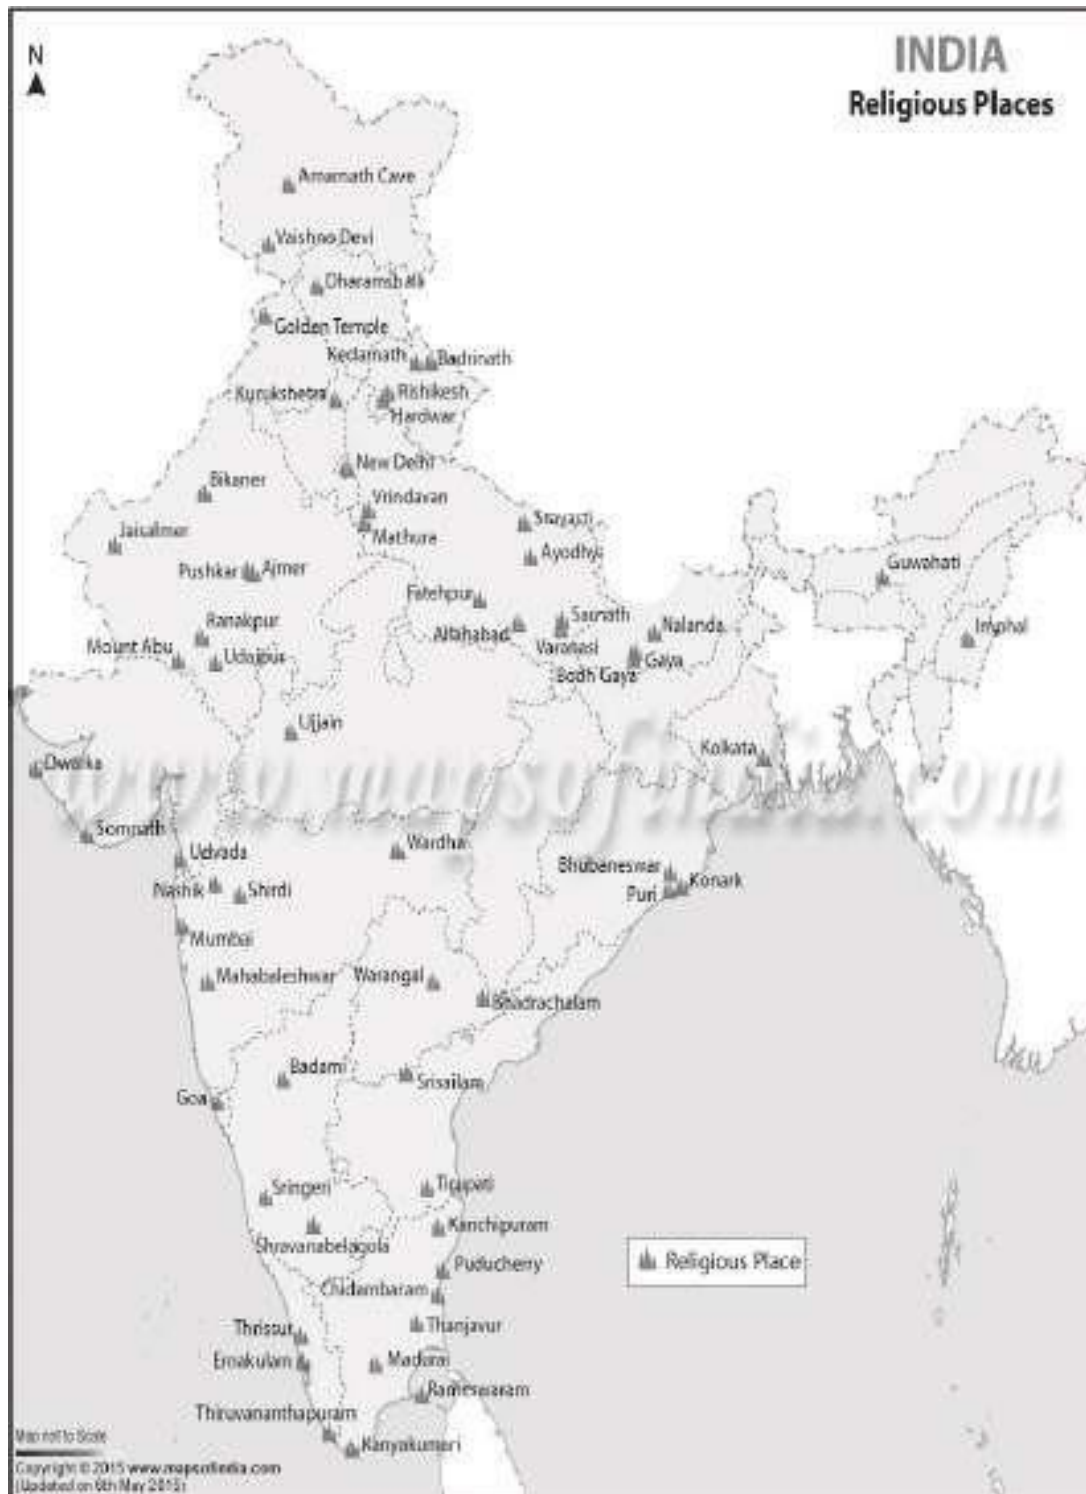 INDIA
Religious Places
N
Amarnath Cave
Vaishno Devi
Dharamshala
Golden Temple
Kedarnath
Badrinath
Kurukshetra
Rishikesh
Hardwar
New Delhi
Bikaner
Vrindavan
Mathura
Sravasti
Jaisalmer
Ayodhya
Guwahati
Pushkar
Ajmer
Fatehpur
Ranakpur
Allahabad
Sarnath
Varanasi
Nalanda
Imphal
Mount Abu
Udaipur
Gaya
Bodh Gaya
Ujjain
Kolkata
Dwarka
www.mapsofindia.com
Somnath
Udvada
Wardha
Bhubaneswar
Nashik
Shirdi
Puri
Konark
Mumbai
Mahabaleshwar
Warangal
Bhadrachalam
Badami
Srisailam
Goa
Sringeri
Tirupati
Shravanabelagola
Kanchipuram
Puducherry
Religious Place
Chidambaram
Thrissur
Thanjavur
Ernakulam
Madurai
Rameswaram
Thiruvananthapuram
Kanyakumari
Map not to Scale
Copyright © 2015 www.mapsofindia.com
(Updated on 6th May 2015)